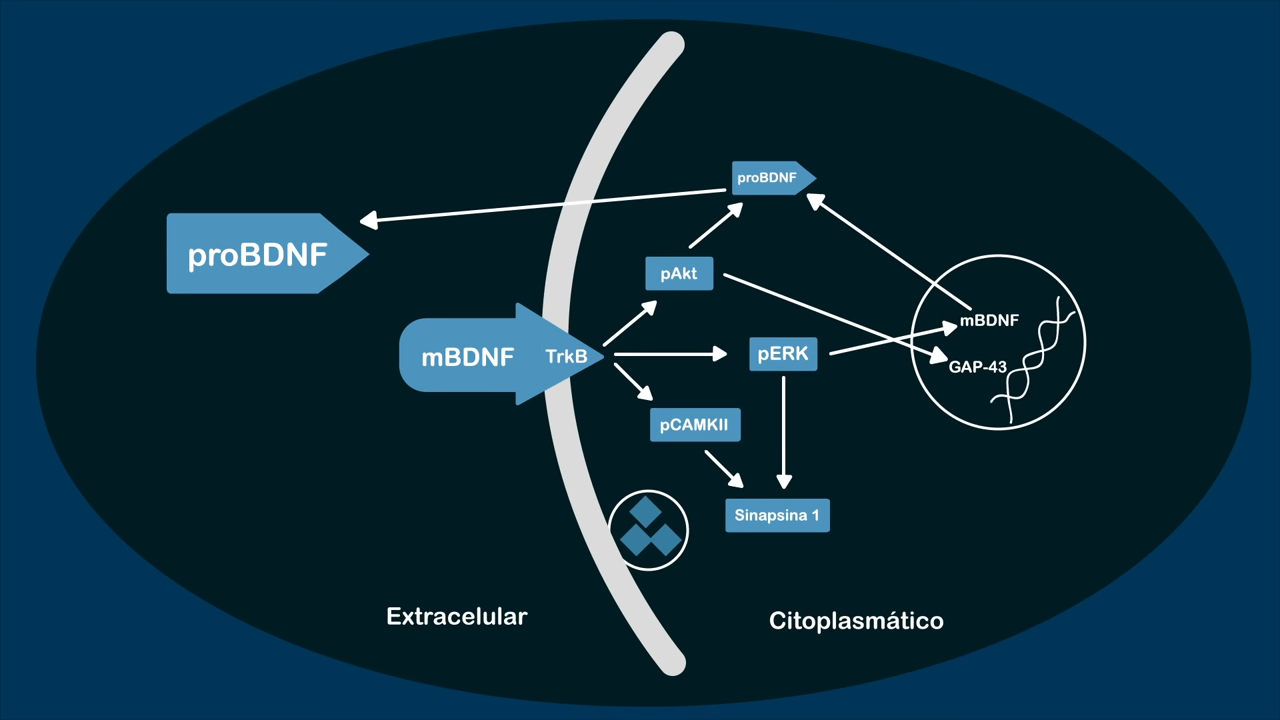 proBDNF
proBDNF
pAkt
mBDNF
GAP-43
mBDNF
TrkB
pERK
pCAMKII
Sinapsina 1
Extracelular
Citoplasmático